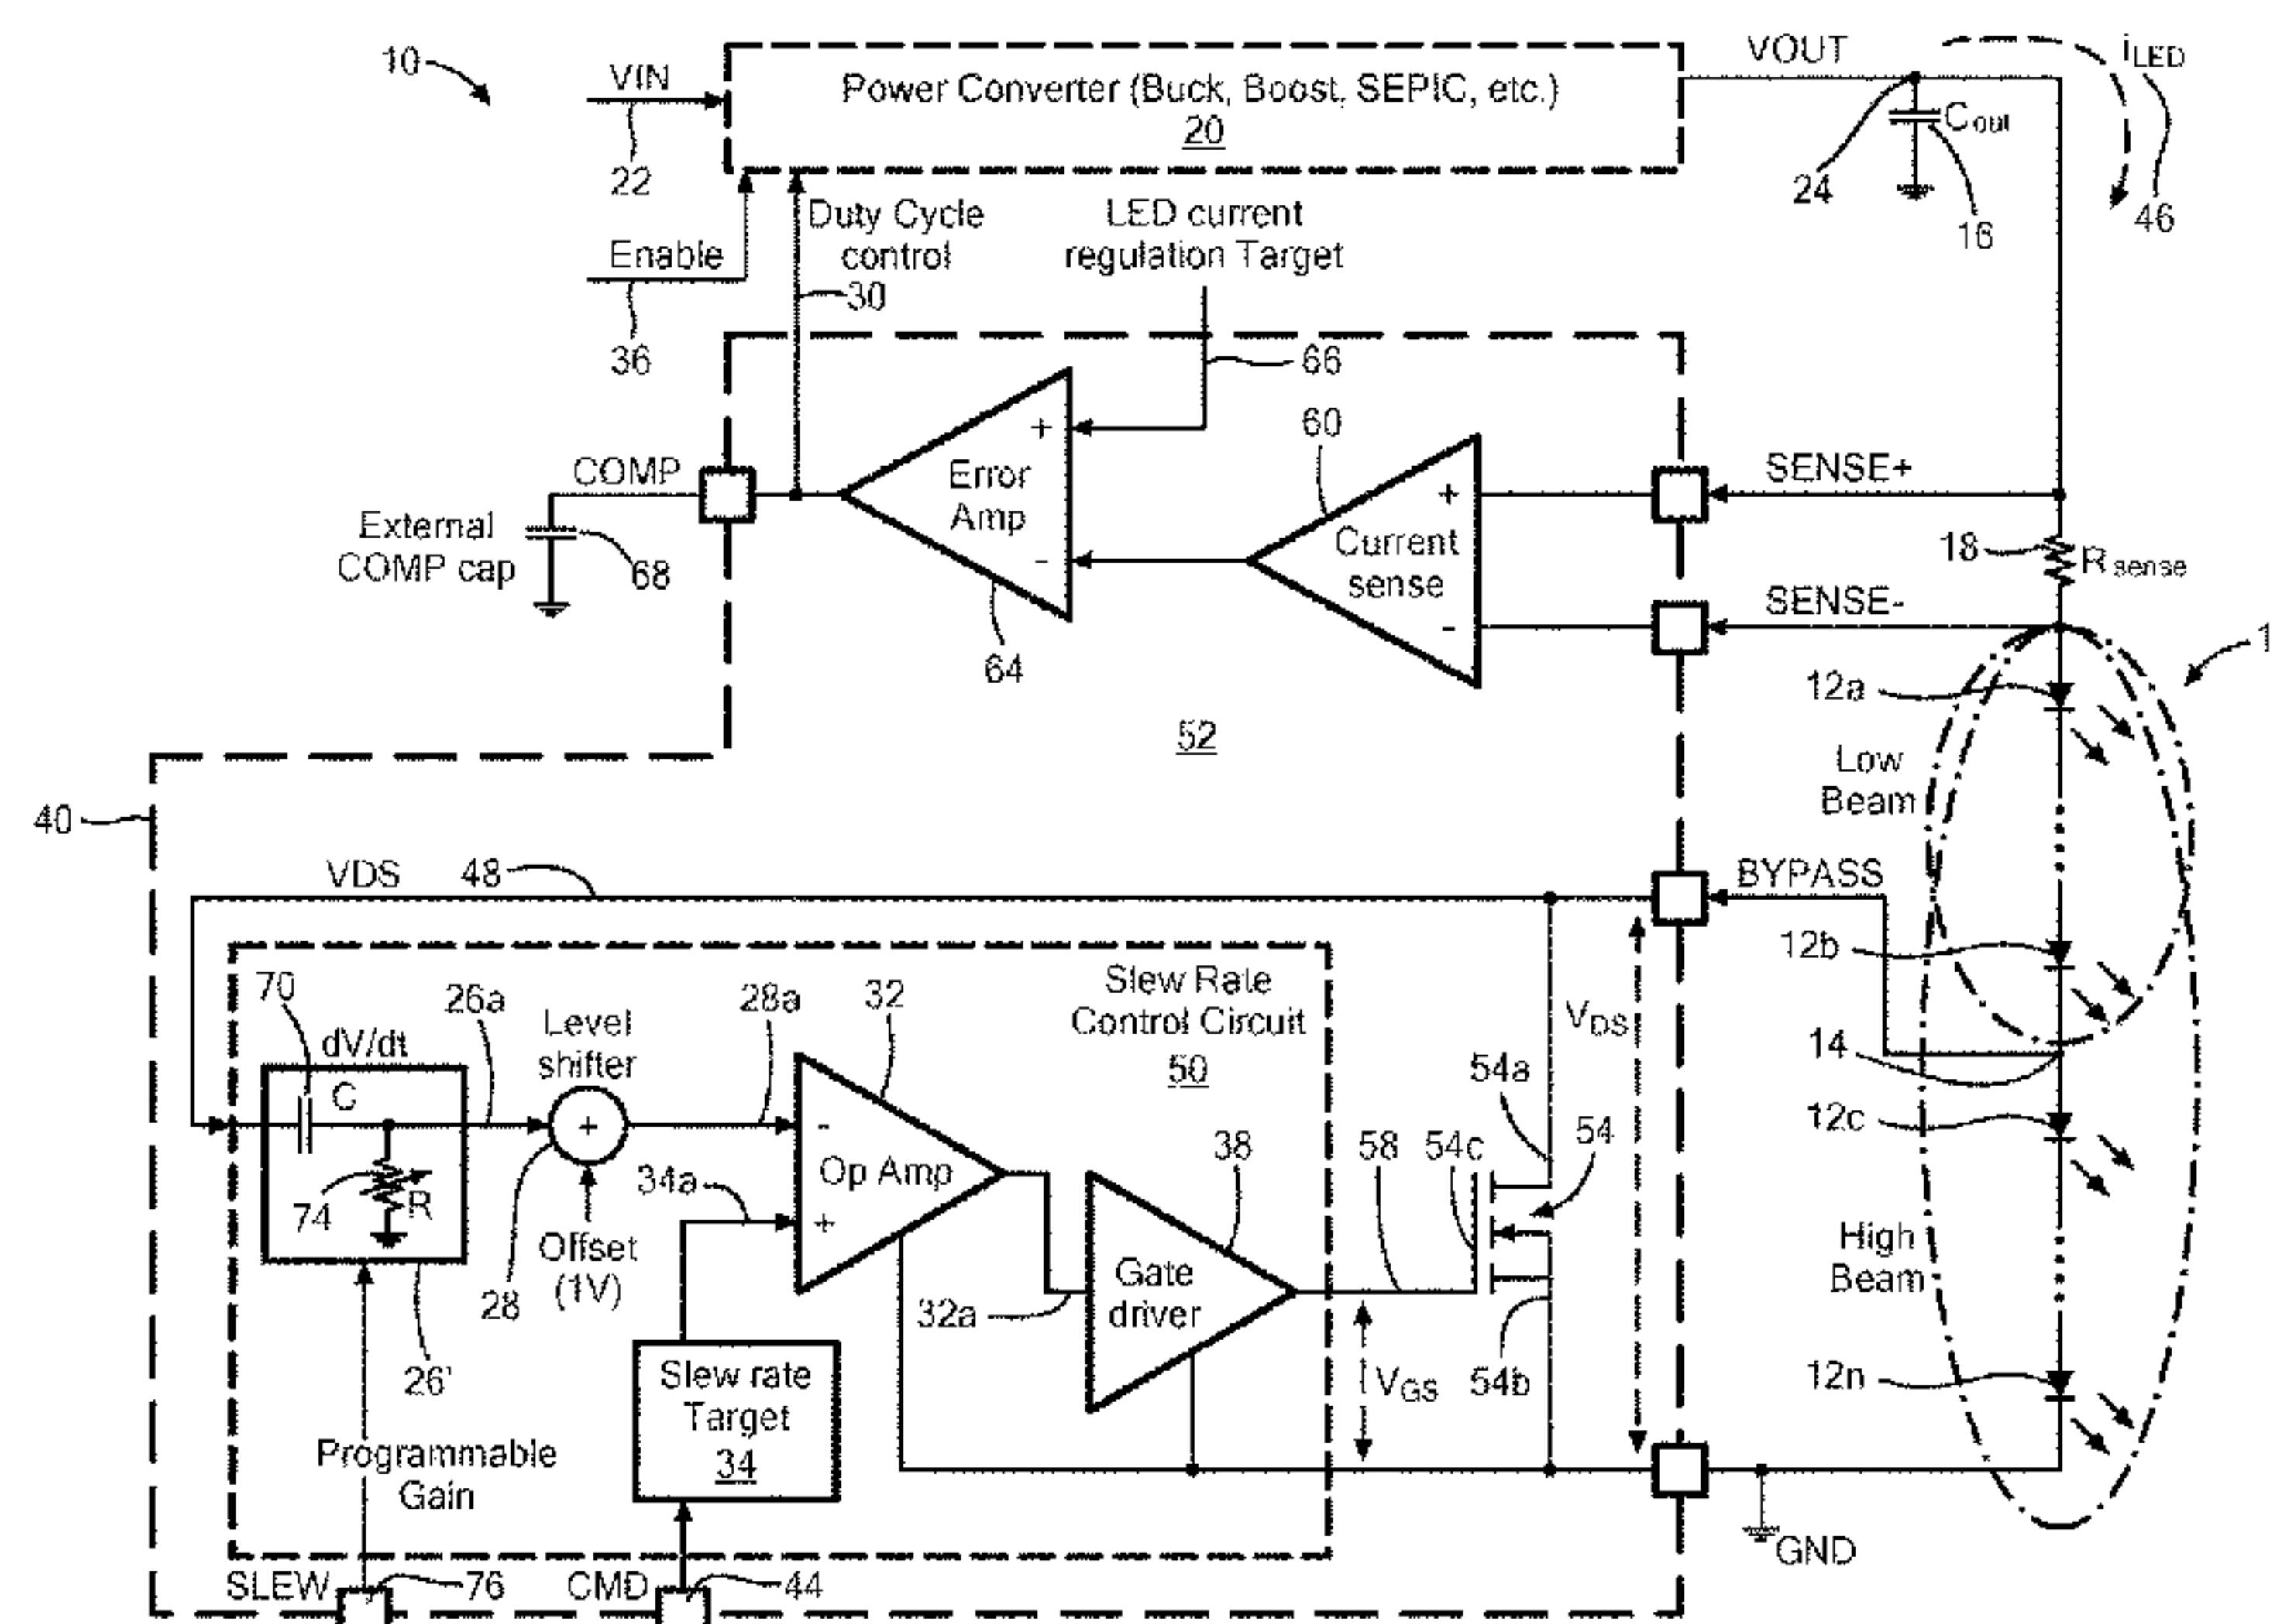 10
VIN
22
Power Converter (Buck, Boost, SEPIC, etc.)
20
VOUT
iLED
24
Cout
16
46
Enable
36
Duty Cycle
control
30
LED current
regulation Target
66
COMP
External
COMP cap
68
+
Error
Amp
-
64
60
+
Current
sense
-
SENSE+
18
Rsense
SENSE-
1
52
12a
Low
Beam
40
VDS
48
BYPASS
12b
70
26a
Level
shifter
28a
32
Slew Rate
Control Circuit
50
VDS
14
dV/dt
C
54a
12c
74
R
+
28
Offset
(1V)
34a
-
Op Amp
+
38
58
54c
54
High
Beam
26'
32a
Gate
driver
Slew rate
Target
34
VGS
54b
12n
Programmable
Gain
GND
SLEW
76
CMD
44